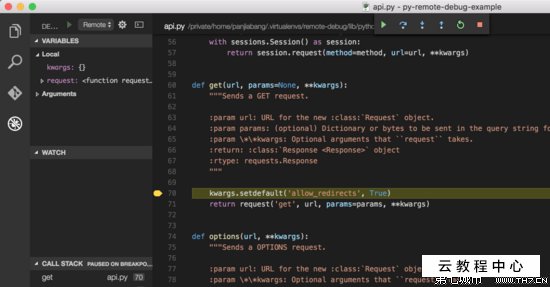 api.py - py-remote-debug-example
DEBUG
Remote
api.py /private/home/panjiabang/.virtualenvs/remote-debug/lib/pytho
VARIABLES
Local
kwargs: {}
request: <function request...
Arguments
WATCH
CALL STACK PAUSED ON BREAKPO...
get api.py 70
56 with sessions.Session() as session:
57 return session.request(method=method, url=url, **kwargs)
58
59
60 def get(url, params=None, **kwargs):
61 """Sends a GET request.
62
63 :param url: URL for the new :class:`Request` object.
64 :param params: (optional) Dictionary or bytes to be sent in the query string fo
65 :param \*\*kwargs: Optional arguments that ``request`` takes.
66 :return: :class:`Response <Response>` object
67 :rtype: requests.Response
68 """
69
70 kwargs.setdefault('allow_redirects', True)
71 return request('get', url, params=params, **kwargs)
72
73
74 def options(url, **kwargs):
75 """Sends a OPTIONS request.
76
77 :param url: URL for the new :class:`Request` object.
78 :param \*\*kwargs: Optional arguments that ``request`` takes.
云教程中心
第七城市 WWW.TH7.CN